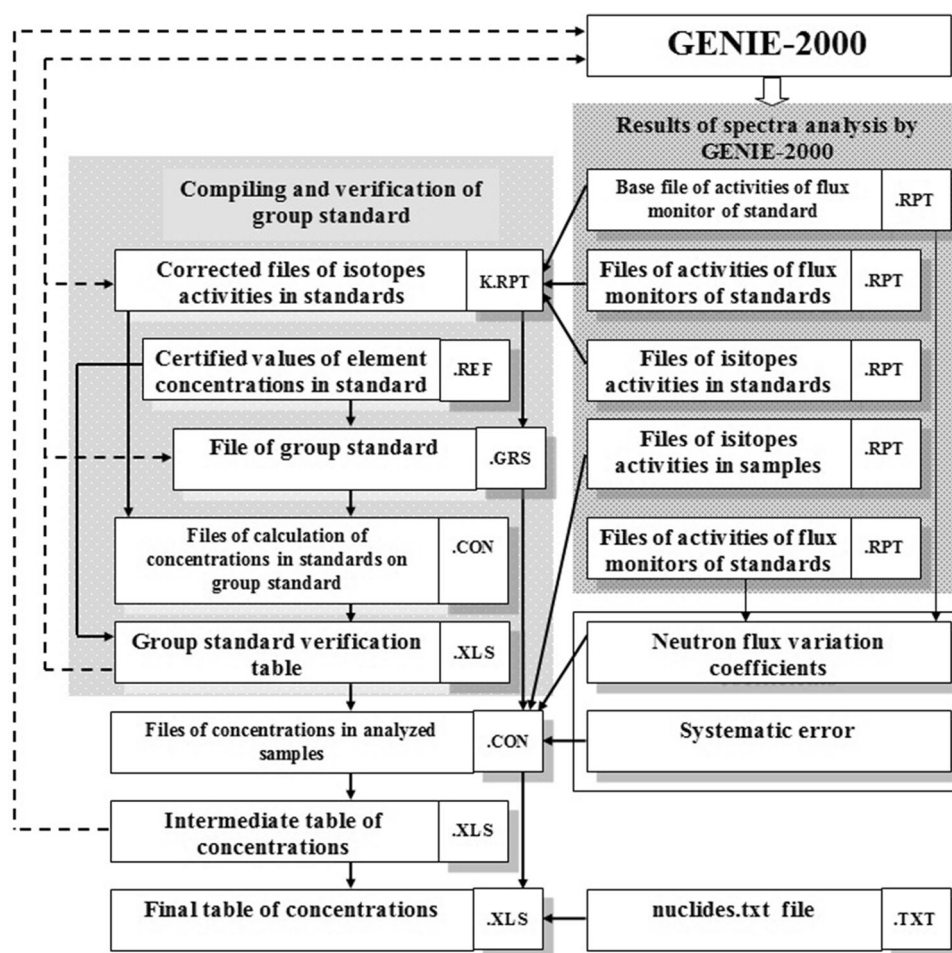 GENIE-2000
Results of spectra analysis by
GENIE-2000
Compiling and verification of
group standard
Base file of activities of flux
monitor of standard
.RPT
Corrected files of isotopes
activities in standards
K.RPT
Files of activities of flux
monitors of standards
.RPT
Certified values of element
concentrations in standard
.REF
Files of isitopes
activities in standards
.RPT
File of group standard
.GRS
Files of isitopes
activities in samples
.RPT
Files of calculation of
concentrations in standards on
group standard
.CON
Files of activities of flux
monitors of standards
.RPT
Group standard verification
table
.XLS
Neutron flux variation
coefficients
Files of concentrations in analyzed
samples
.CON
Systematic error
Intermediate table of
concentrations
.XLS
Final table of concentrations
.XLS
nuclides.txt file
.TXT